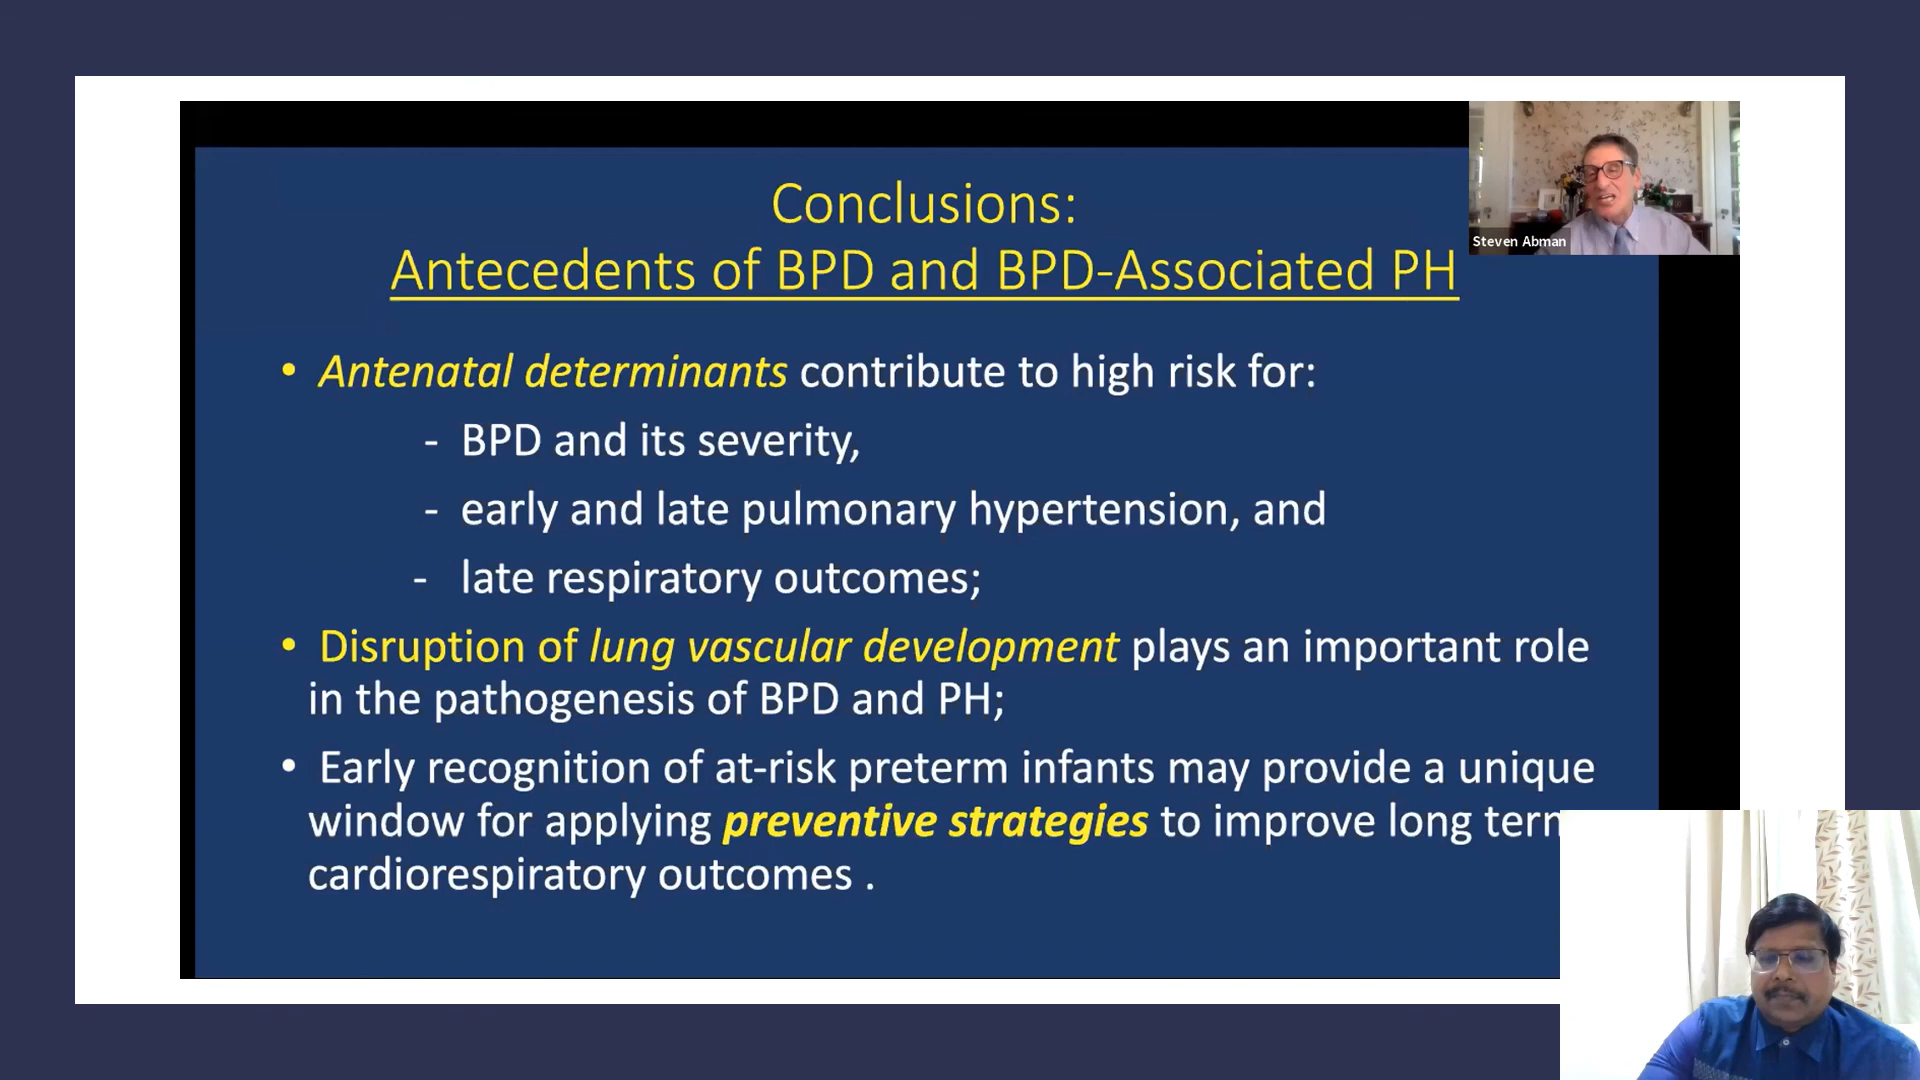 Conclusions:
Antecedents of BPD and BPD-Associated PH
Steven Abman
• Antenatal determinants contribute to high risk for:
- BPD and its severity,
- early and late pulmonary hypertension, and
- late respiratory outcomes;
• Disruption of lung vascular development plays an important role
in the pathogenesis of BPD and PH;
• Early recognition of at-risk preterm infants may provide a unique
window for applying preventive strategies to improve long term
cardiorespiratory outcomes .